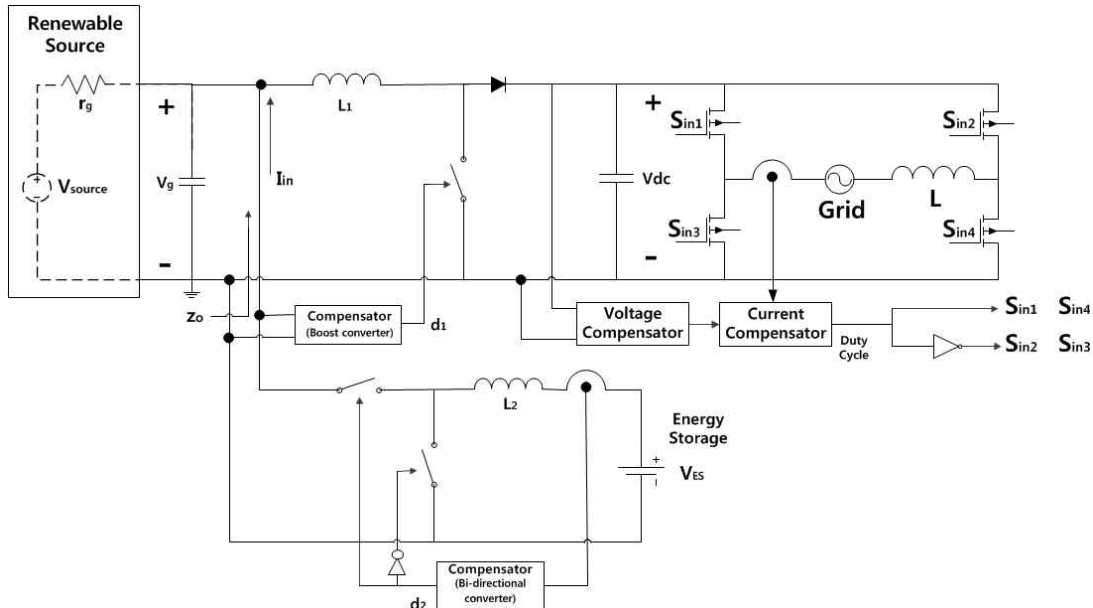 Renewable
Source
rg
Vsource
+
-
Vg
+
-
Iin
Zo
L1
Vdc
+
-
Sin1
Sin2
Sin3
Sin4
Grid
L
Compensator
(Boost converter)
d1
Voltage
Compensator
Current
Compensator
Duty
Cycle
Sin1 Sin4
Sin2 Sin3
L2
Energy
Storage
VES
+
Compensator
(Bi-directional
converter)
d2